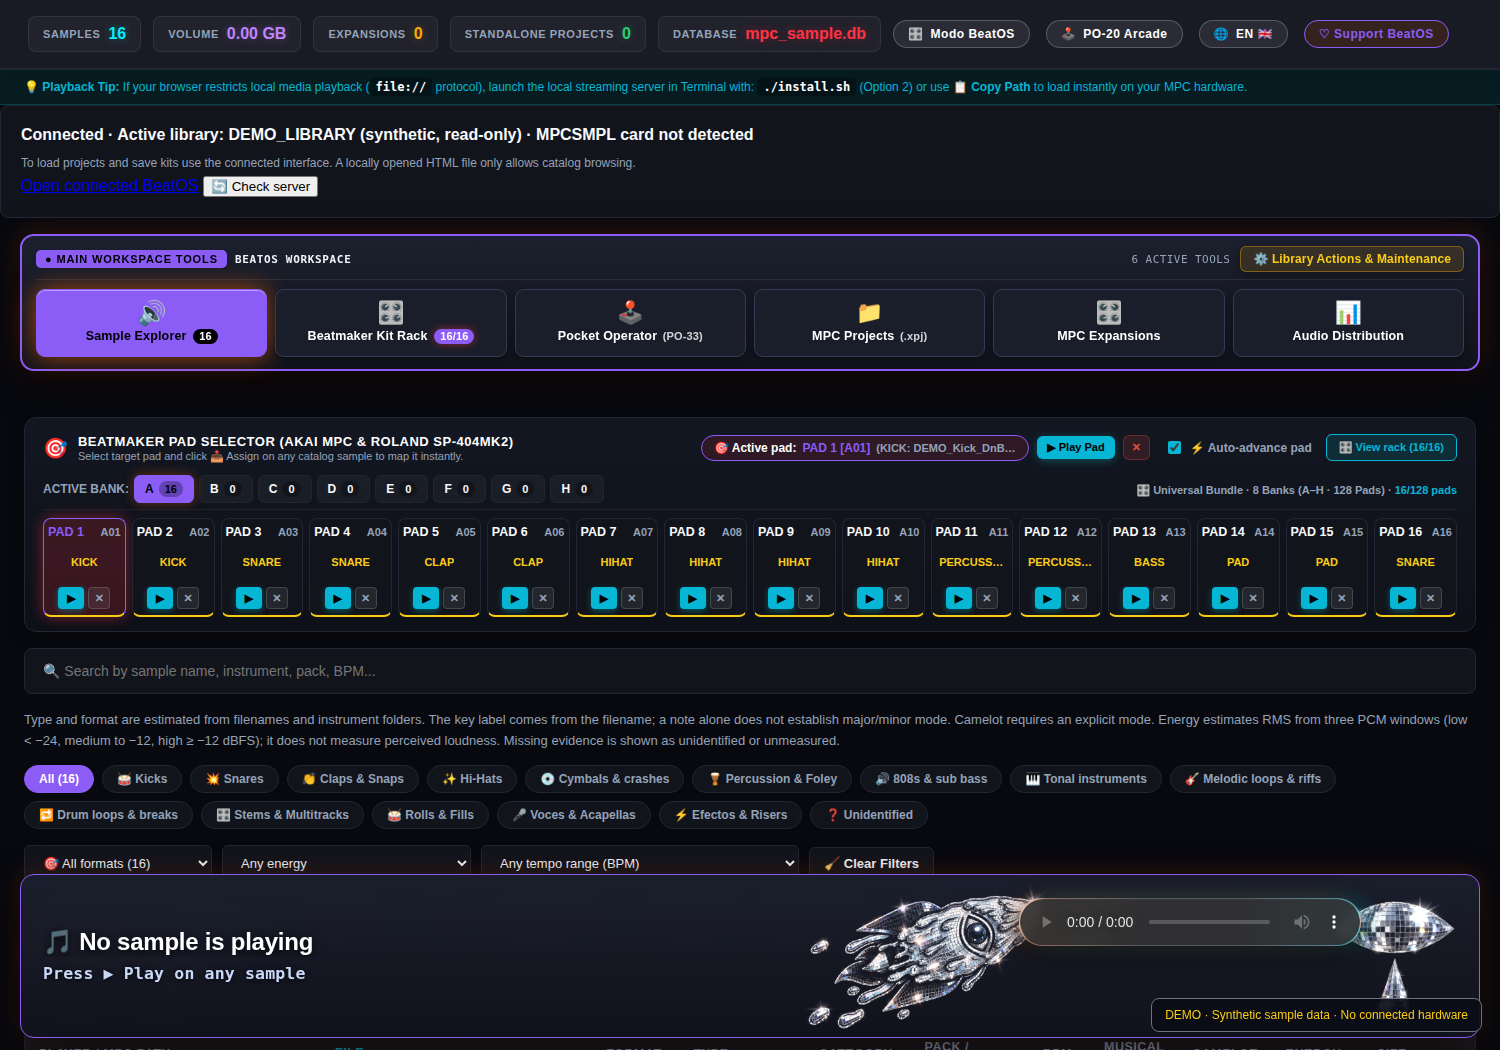 SAMPLES 16 VOLUME 0.00 GB EXPANSIONS 0 STANDALONE PROJECTS 0 DATABASE mpc_sample.db 🎛️ Modo BeatOS 🕹️ PO-20 Arcade 🌐 EN 🇬🇧 ♡ Support BeatOS
💡 Playback Tip: If your browser restricts local media playback ( file:// protocol), launch the local streaming server in Terminal with: ./install.sh (Option 2) or use 📋 Copy Path to load instantly on your MPC hardware.
Connected · Active library: DEMO_LIBRARY (synthetic, read-only) · MPCSMPL card not detected
To load projects and save kits use the connected interface. A locally opened HTML file only allows catalog browsing.
Open connected BeatOS 🔄 Check server
● MAIN WORKSPACE TOOLS BEATOS WORKSPACE 6 ACTIVE TOOLS ⚙️ Library Actions & Maintenance
Sample Explorer 16 Beatmaker Kit Rack 16/16 Pocket Operator (PO-33) MPC Projects (.xpj) MPC Expansions Audio Distribution
🎯 BEATMAKER PAD SELECTOR (AKAI MPC & ROLAND SP-404MK2)
Select target pad and click 📥 Assign on any catalog sample to map it instantly.
🎯 Active pad: PAD 1 [A01] (KICK: DEMO_Kick_DnB… ▶ Play Pad ✕ ⚡ Auto-advance pad 🎛️ View rack (16/16)
ACTIVE BANK: A 16 B 0 C 0 D 0 E 0 F 0 G 0 H 0 🎛️ Universal Bundle · 8 Banks (A–H · 128 Pads) · 16/128 pads
PAD 1 A01 PAD 2 A02 PAD 3 A03 PAD 4 A04 PAD 5 A05 PAD 6 A06 PAD 7 A07 PAD 8 A08 PAD 9 A09 PAD 10 A10 PAD 11 A11 PAD 12 A12 PAD 13 A13 PAD 14 A14 PAD 15 A15 PAD 16 A16
KICK KICK SNARE SNARE CLAP CLAP HIHAT HIHAT HIHAT HIHAT PERCUSS… PERCUSS… BASS PAD PAD SNARE
▶ ✕ ▶ ✕ ▶ ✕ ▶ ✕ ▶ ✕ ▶ ✕ ▶ ✕ ▶ ✕ ▶ ✕ ▶ ✕ ▶ ✕ ▶ ✕ ▶ ✕ ▶ ✕ ▶ ✕ ▶ ✕
🔍 Search by sample name, instrument, pack, BPM...
Type and format are estimated from filenames and instrument folders. The key label comes from the filename; a note alone does not establish major/minor mode. Camelot requires an explicit mode. Energy estimates RMS from three PCM windows (low
< −24, medium to −12, high ≥ −12 dBFS); it does not measure perceived loudness. Missing evidence is shown as unidentified or unmeasured.
All (16) 🥁 Kicks 💥 Snares 👏 Claps & Snaps ✨ Hi-Hats 💿 Cymbals & crashes 🪘 Percussion & Foley 🔊 808s & sub bass 🎹 Tonal instruments 🎸 Melodic loops & riffs
🔁 Drum loops & breaks 🎛️ Stems & Multitracks 🥁 Rolls & Fills 🎤 Voces & Acapellas ⚡ Efectos & Risers ❓ Unidentified
🎯 All formats (16) Any energy Any tempo range (BPM) 🧹 Clear Filters
🎵 No sample is playing
Press ▶ Play on any sample
0:00 / 0:00
DEMO · Synthetic sample data · No connected hardware
PACK / MUSICAL